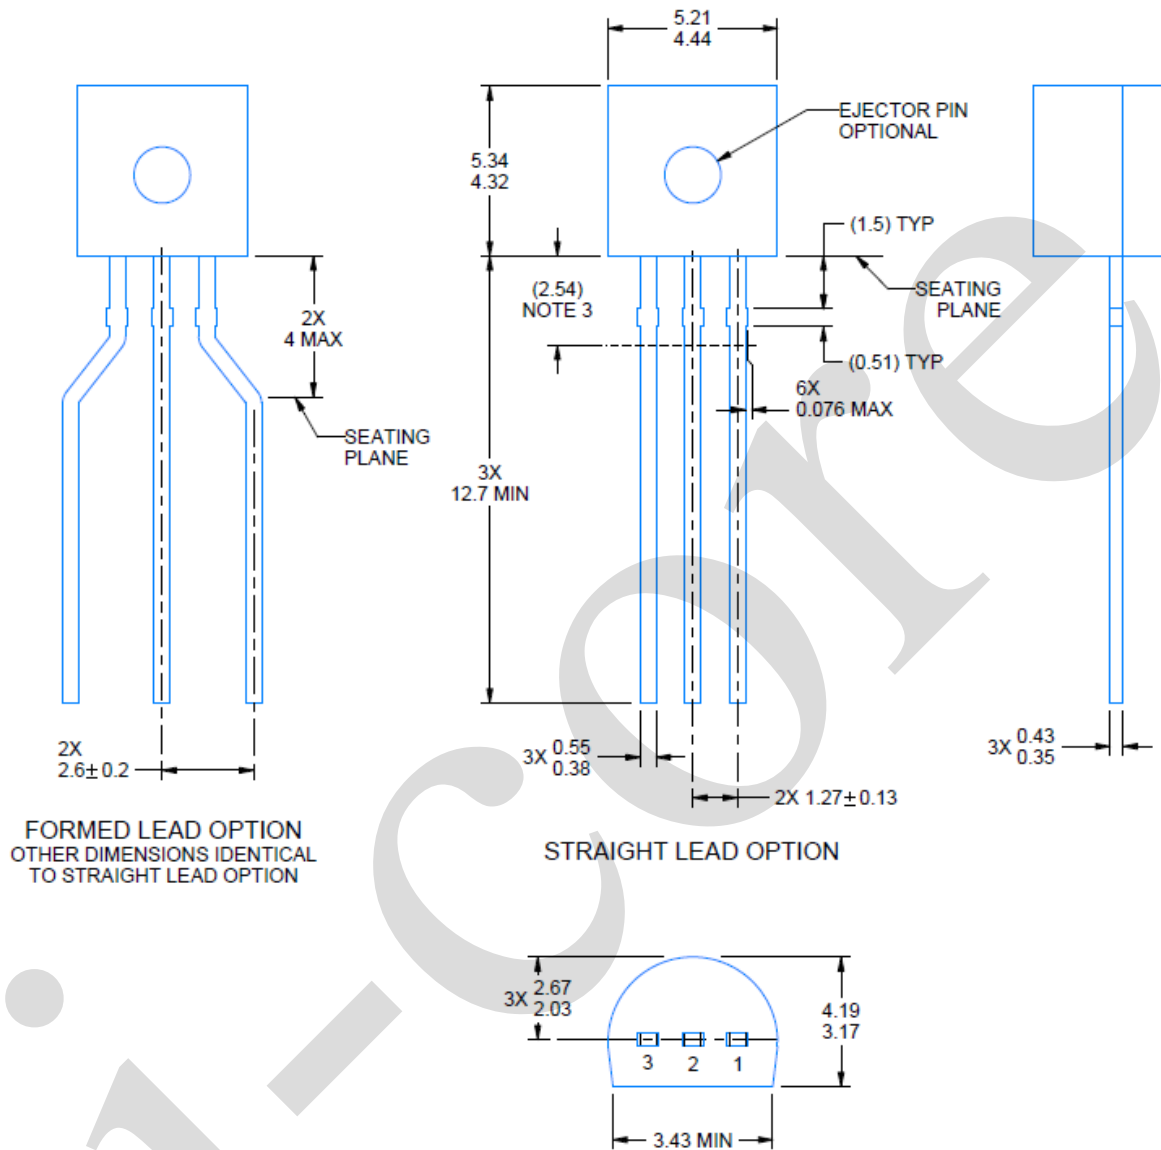 5.21
4.44
EJECTOR PIN
OPTIONAL
5.34
4.32
(1.5) TYP
(2.54)
NOTE 3
SEATING
PLANE
2X
4 MAX
(0.51) TYP
6X
0.076 MAX
SEATING
PLANE
3X
12.7 MIN
2X
2.6±0.2
3X 0.55
0.38
3X 0.43
0.35
2X 1.27±0.13
FORMED LEAD OPTION
OTHER DIMENSIONS IDENTICAL
TO STRAIGHT LEAD OPTION
STRAIGHT LEAD OPTION
3X 2.67
2.03
4.19
3.17
3 2 1
3.43 MIN
i-core